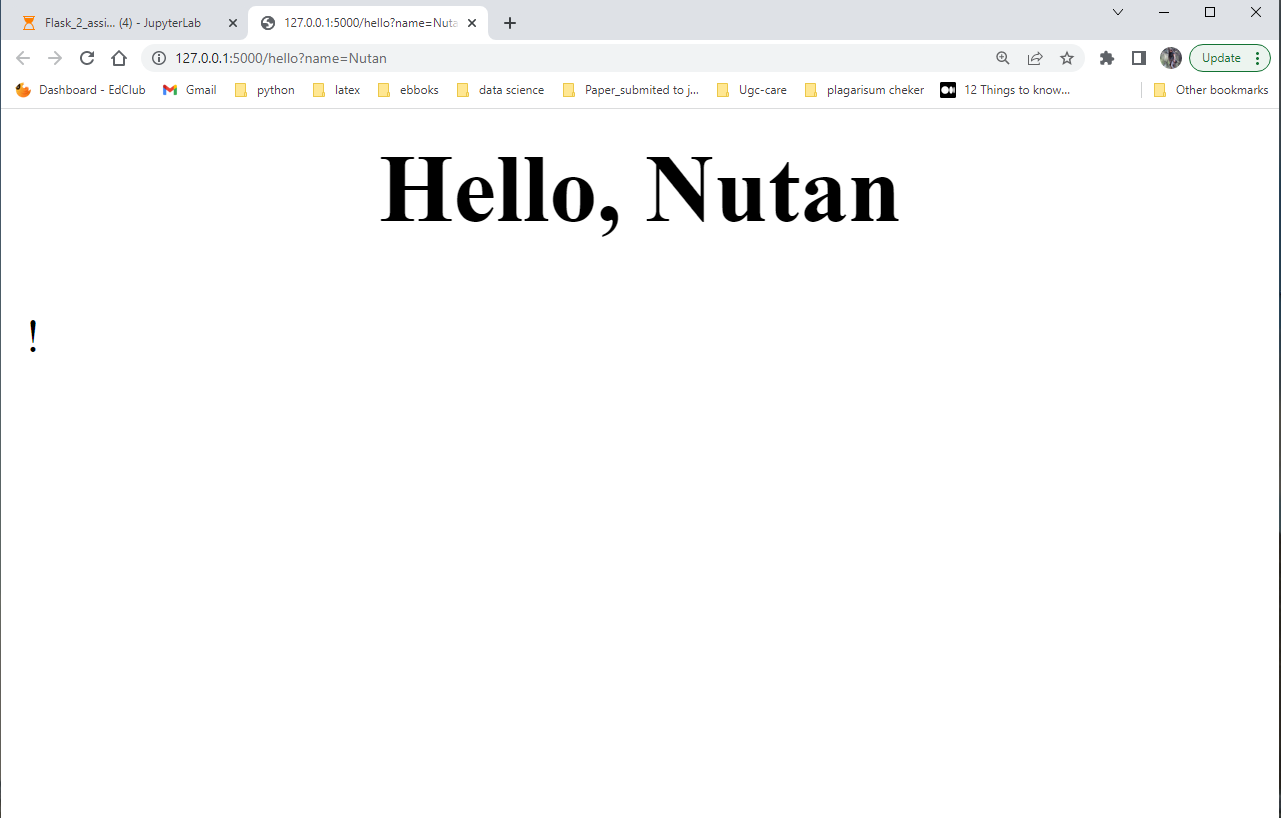 Flask_2_assi... (4) - JupyterLab
127.0.0.1:5000/hello?name=Nuta
127.0.0.1:5000/hello?name=Nutan
Update
Dashboard - EdClub
Gmail
python
latex
ebboks
data science
Paper_submited to j...
Ugc-care
plagarisum cheker
12 Things to know...
Other bookmarks
Hello, Nutan
!